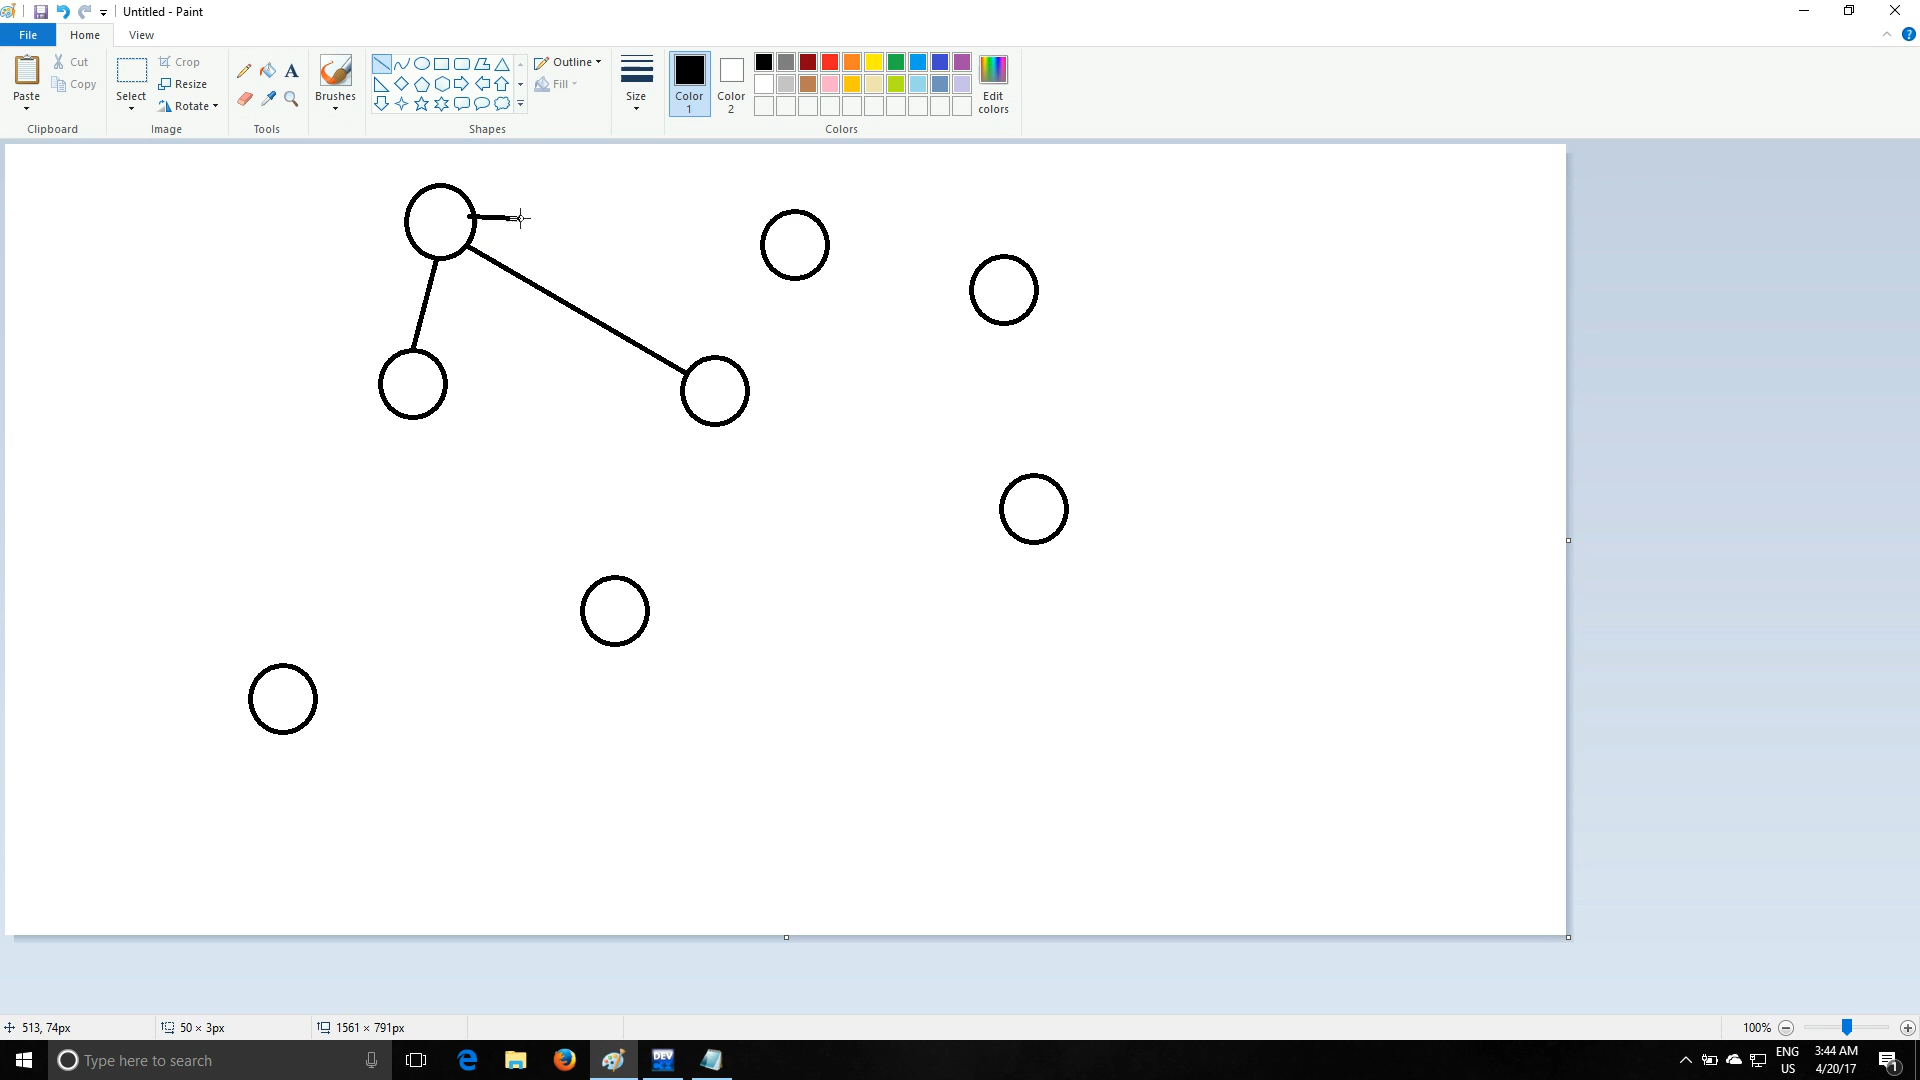 Untitled - Paint
File Home View
Paste
Cut
Copy
Clipboard
Select
Crop
Resize
Rotate
Image
A
Tools
Brushes
Shapes
Outline
Fill
Size
Color 1
Color 2
Edit colors
Colors
513, 74px
50 × 3px
1561 × 791px
100%
Type here to search
DEV
ENG
US
3:44 AM
4/20/17
1